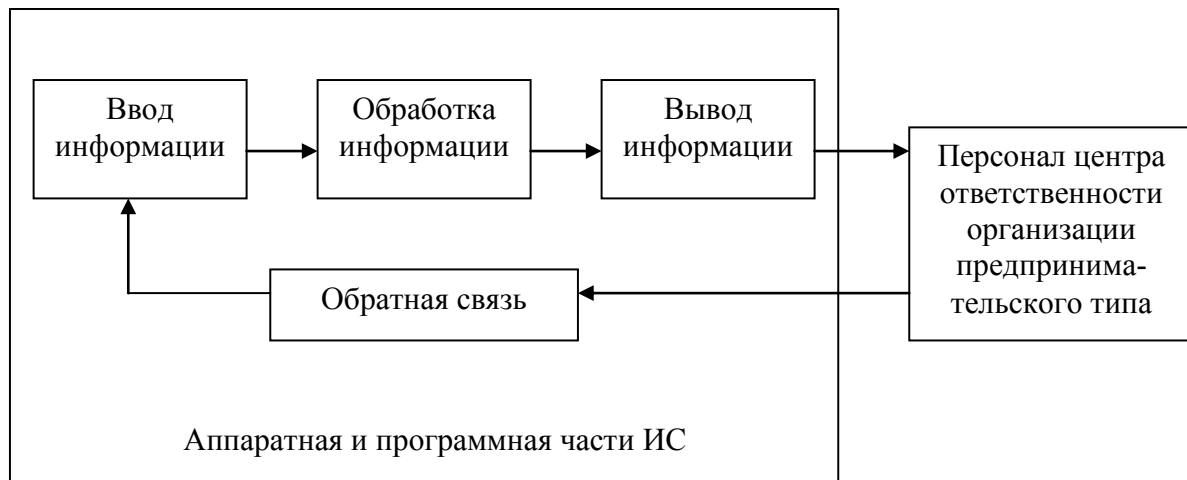 Ввод
информации
Обработка
информации
Вывод
информации
Персонал центра
ответственности
организации
предпринима-
тельского типа
Обратная связь
Аппаратная и программная части ИС